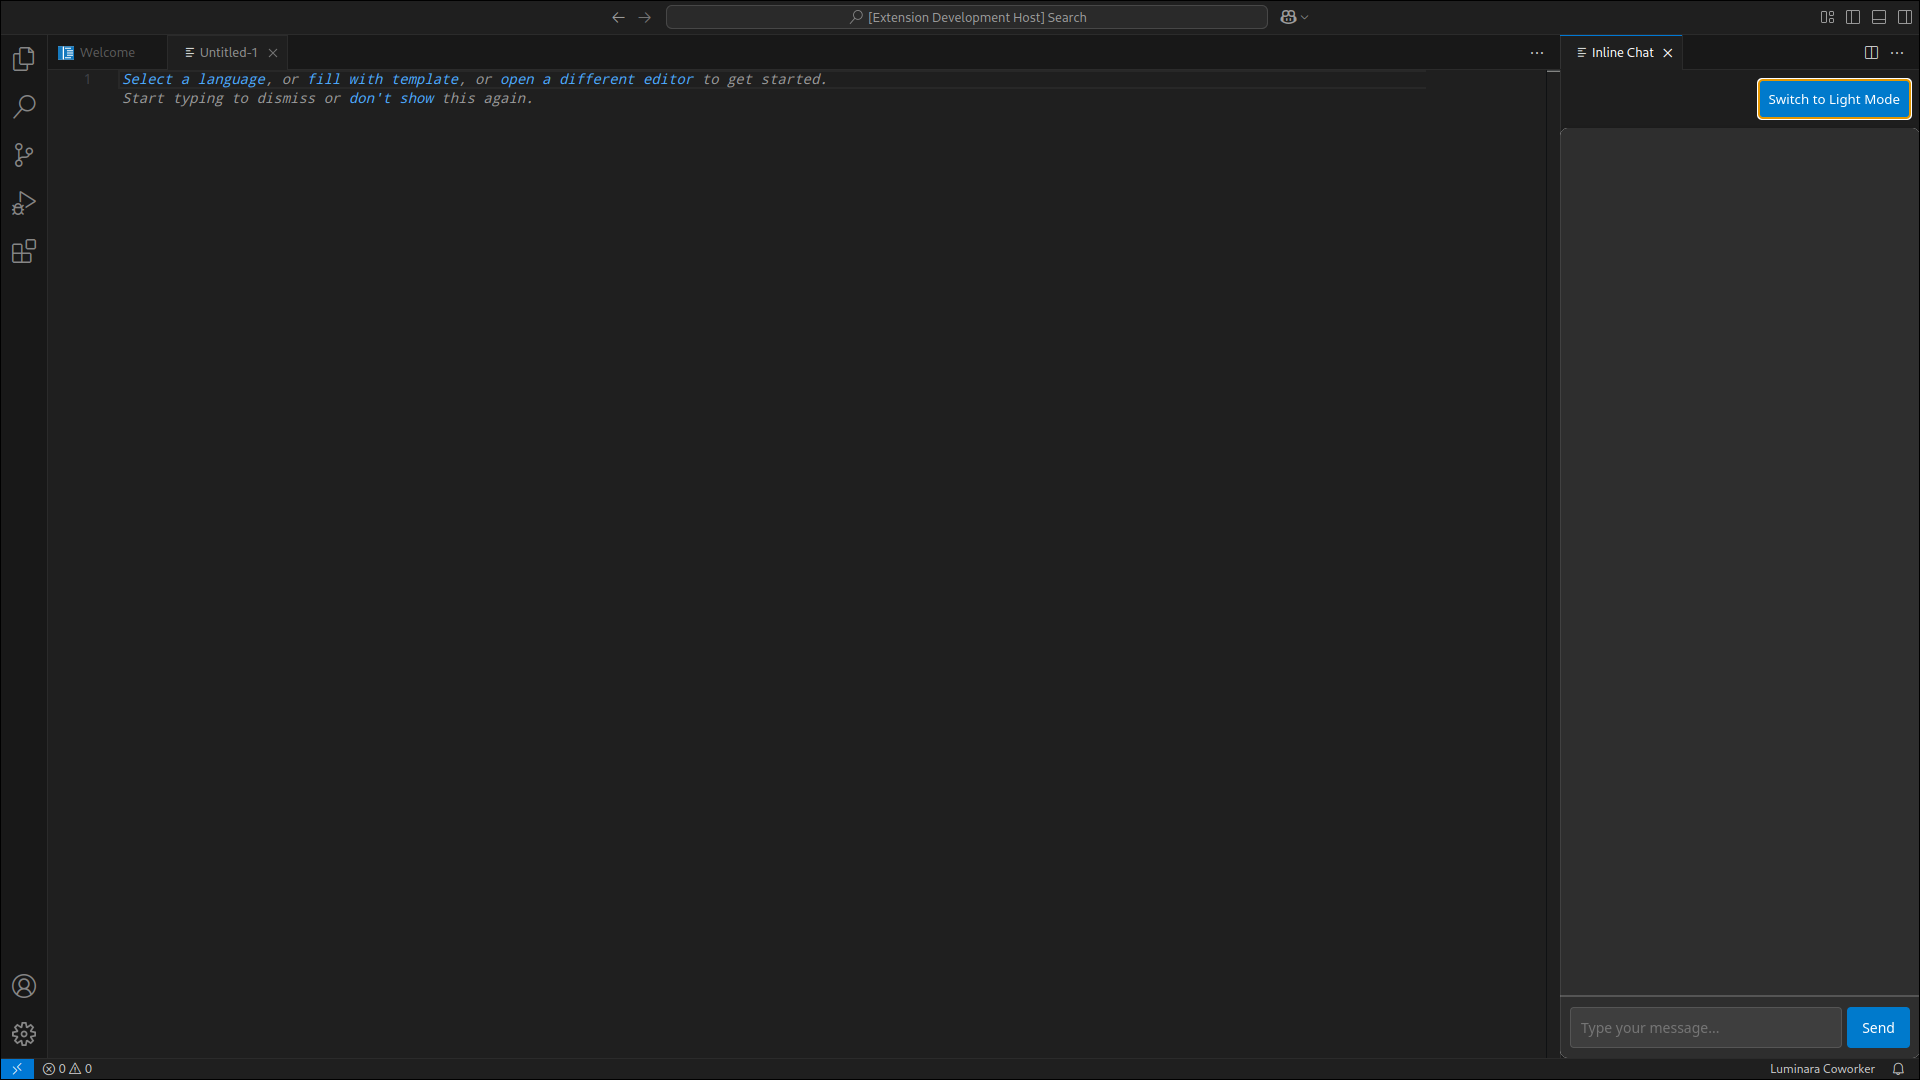 [Extension Development Host] Search
Welcome
Untitled-1
Inline Chat
1
Select a language, or fill with template, or open a different editor to get started.
Start typing to dismiss or don't show this again.
Switch to Light Mode
Type your message...
Send
0
0
Luminara Coworker